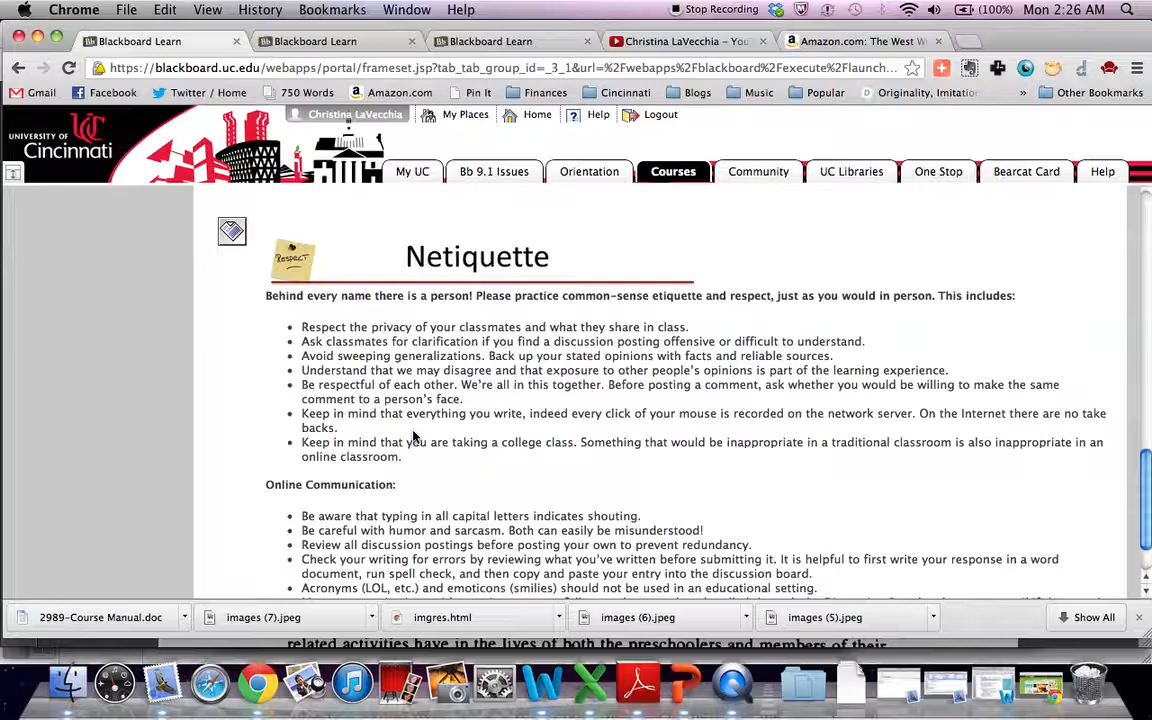 Chrome File Edit View History Bookmarks Window Help Stop Recording (100%) Mon 2:26 AM
Blackboard Learn Blackboard Learn Blackboard Learn Christina LaVecchia – You Amazon.com: The West W
https://blackboard.uc.edu/webapps/portal/frameset.jsp?tab_tab_group_id=_3_1&url=%2Fwebapps%2Fblackboard%2Fexecute%2Flaunch...
Gmail Facebook Twitter / Home 750 Words Amazon.com Pin It Finances Cincinnati Blogs Music Popular Originality, Imitatio » Other Bookmarks
Christina LaVecchia My Places Home Help Logout
UNIVERSITY OF
Cincinnati
My UC Bb 9.1 Issues Orientation Courses Community UC Libraries One Stop Bearcat Card Help
RESPECT
Netiquette
Behind every name there is a person! Please practice common-sense etiquette and respect, just as you would in person. This includes:
• Respect the privacy of your classmates and what they share in class.
• Ask classmates for clarification if you find a discussion posting offensive or difficult to understand.
• Avoid sweeping generalizations. Back up your stated opinions with facts and reliable sources.
• Understand that we may disagree and that exposure to other people's opinions is part of the learning experience.
• Be respectful of each other. We're all in this together. Before posting a comment, ask whether you would be willing to make the same
comment to a person's face.
• Keep in mind that everything you write, indeed every click of your mouse is recorded on the network server. On the Internet there are no take
backs.
• Keep in mind that you are taking a college class. Something that would be inappropriate in a traditional classroom is also inappropriate in an
online classroom.
Online Communication:
• Be aware that typing in all capital letters indicates shouting.
• Be careful with humor and sarcasm. Both can easily be misunderstood!
• Review all discussion postings before posting your own to prevent redundancy.
• Check your writing for errors by reviewing what you've written before submitting it. It is helpful to first write your response in a word
document, run spell check, and then copy and paste your entry into the discussion board.
• Acronyms (LOL, etc.) and emoticons (smilies) should not be used in an educational setting.
2989-Course Manual.doc images (7).jpeg imgres.html images (6).jpeg images (5).jpeg Show All
related activities have in the lives of both the preschoolers and members of their